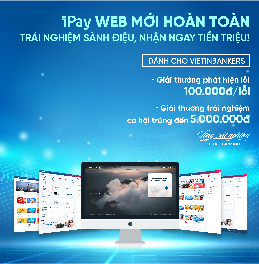 1Pay WEB MỚI HOÀN TOÀN
TRẢI NGHIỆM SÀNH ĐIỆU, NHẬN NGAY TIỀN TRIỆU!
DÀNH CHO VIETINBANKERS
- Giải thưởng phát hiện lỗi
100.000đ/lỗi
- Giải thưởng trải nghiệm
cơ hội trúng đến 5.000.000đ